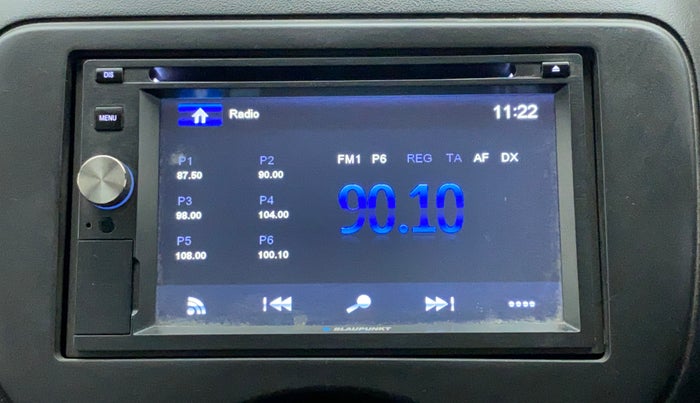 DIS
MENU
Radio
11:22
P1
87.50
P2
90.00
P3
98.00
P4
104.00
P5
108.00
P6
100.10
FM1 P6 REG TA AF DX
90.10
BLAUPUNKT